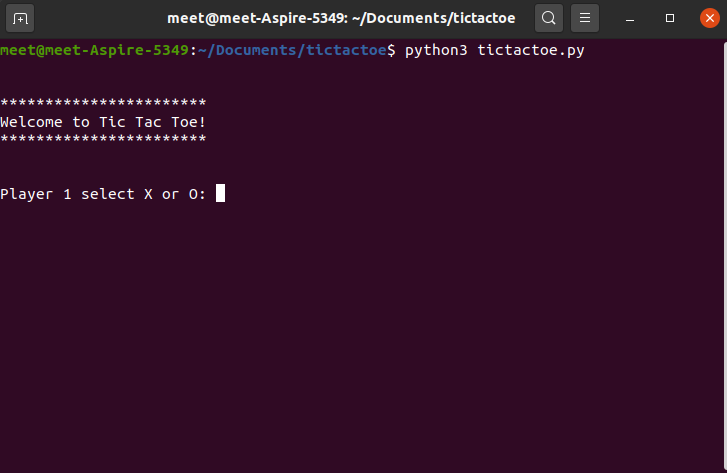 meet@meet-Aspire-5349: ~/Documents/tictactoe
meet@meet-Aspire-5349:~/Documents/tictactoe$ python3 tictactoe.py
***********************
Welcome to Tic Tac Toe!
***********************
Player 1 select X or O: